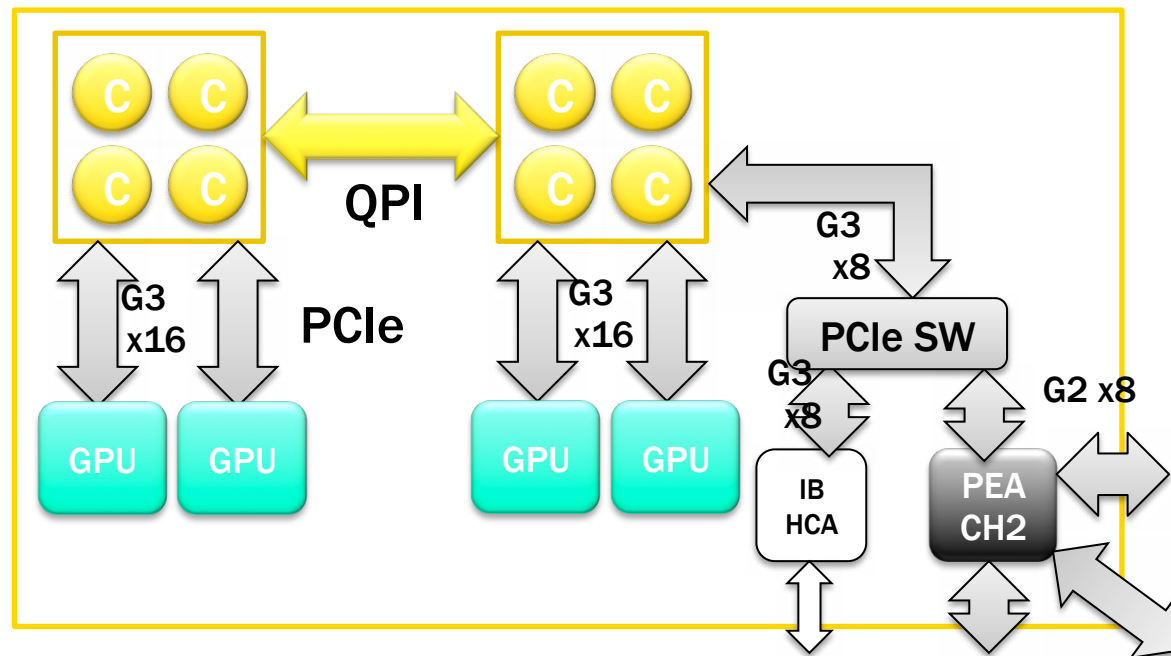 C C
C C
C C
C C
QPI
G3
x8
G3
x16
PCIe
G3
x16
PCIe SW
G3
x8
G2 x8
GPU
GPU
GPU
GPU
IB
HCA
PEA
CH2